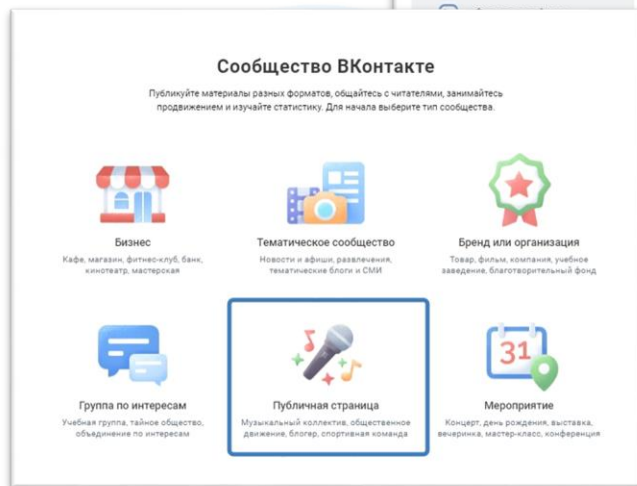 Сообщество ВКонтакте
Публикуйте материалы разных форматов, общайтесь с читателями, занимайтесь
продвижением и изучайте статистику. Для начала выберите тип сообщества.
Бизнес
Кафе, магазин, фитнес-клуб, банк,
кинотеатр, мастерская
Тематическое сообщество
Новости и афиши, развлечения,
тематические блоги и СМИ
Бренд или организация
Товар, фильм, компания, учебное
заведение, благотворительный фонд
31
Группа по интересам
Учебная группа, тайное общество,
объединение по интересам
Публичная страница
Музыкальный коллектив, общественное
движение, блогер, спортивная команда
Мероприятие
Концерт, день рождения, выставка,
вечеринка, мастер-класс, конференция